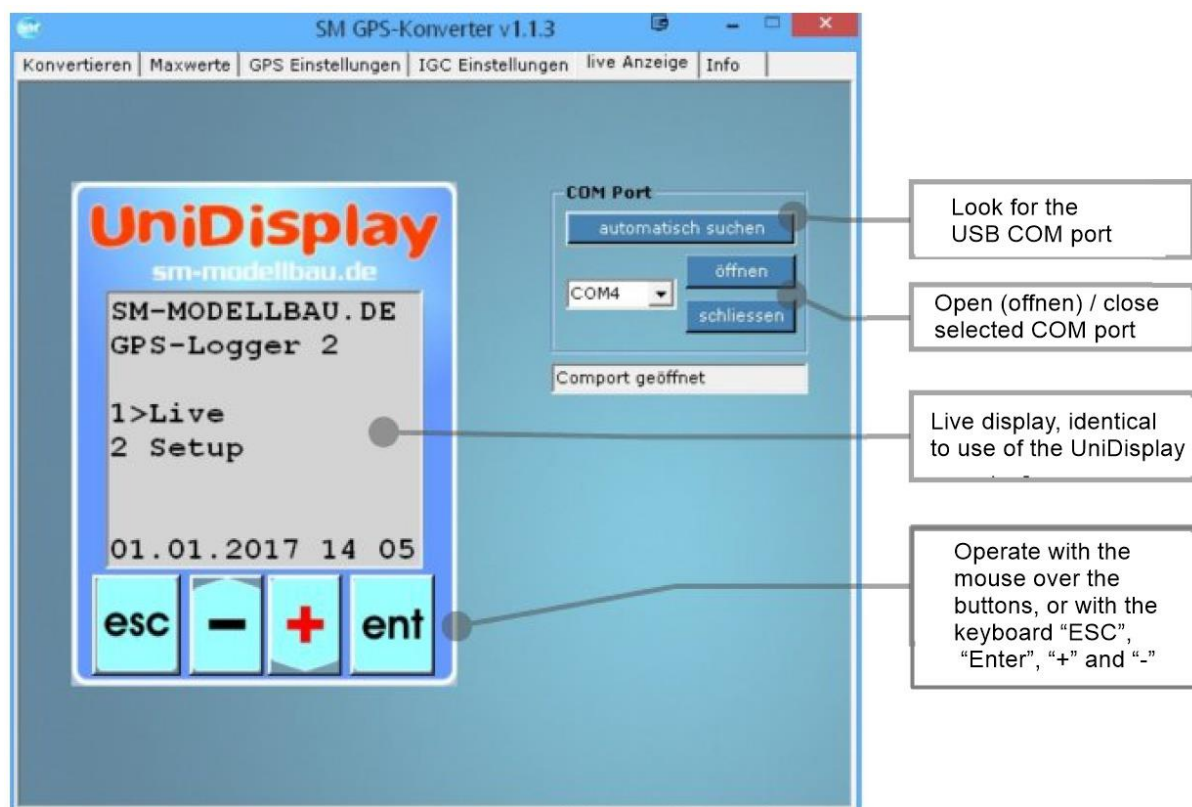 SM GPS-Konverter v1.1.3
Konvertieren Maxwerte GPS Einstellungen IGC Einstellungen live Anzeige Info
UniDisplay
sm-modellbau.de
SM-MODELLBAU.DE
GPS-Logger 2
1>Live
2 Setup
01.01.2017 14 05
esc - + ent
COM Port
automatisch suchen
COM4
öffnen
schliessen
Comport geöffnet
Look for the
USB COM port
Open (offnen) / close
selected COM port
Live display, identical
to use of the UniDisplay
Operate with the
mouse over the
buttons, or with the
keyboard “ESC”,
“Enter”, “+” and “-”